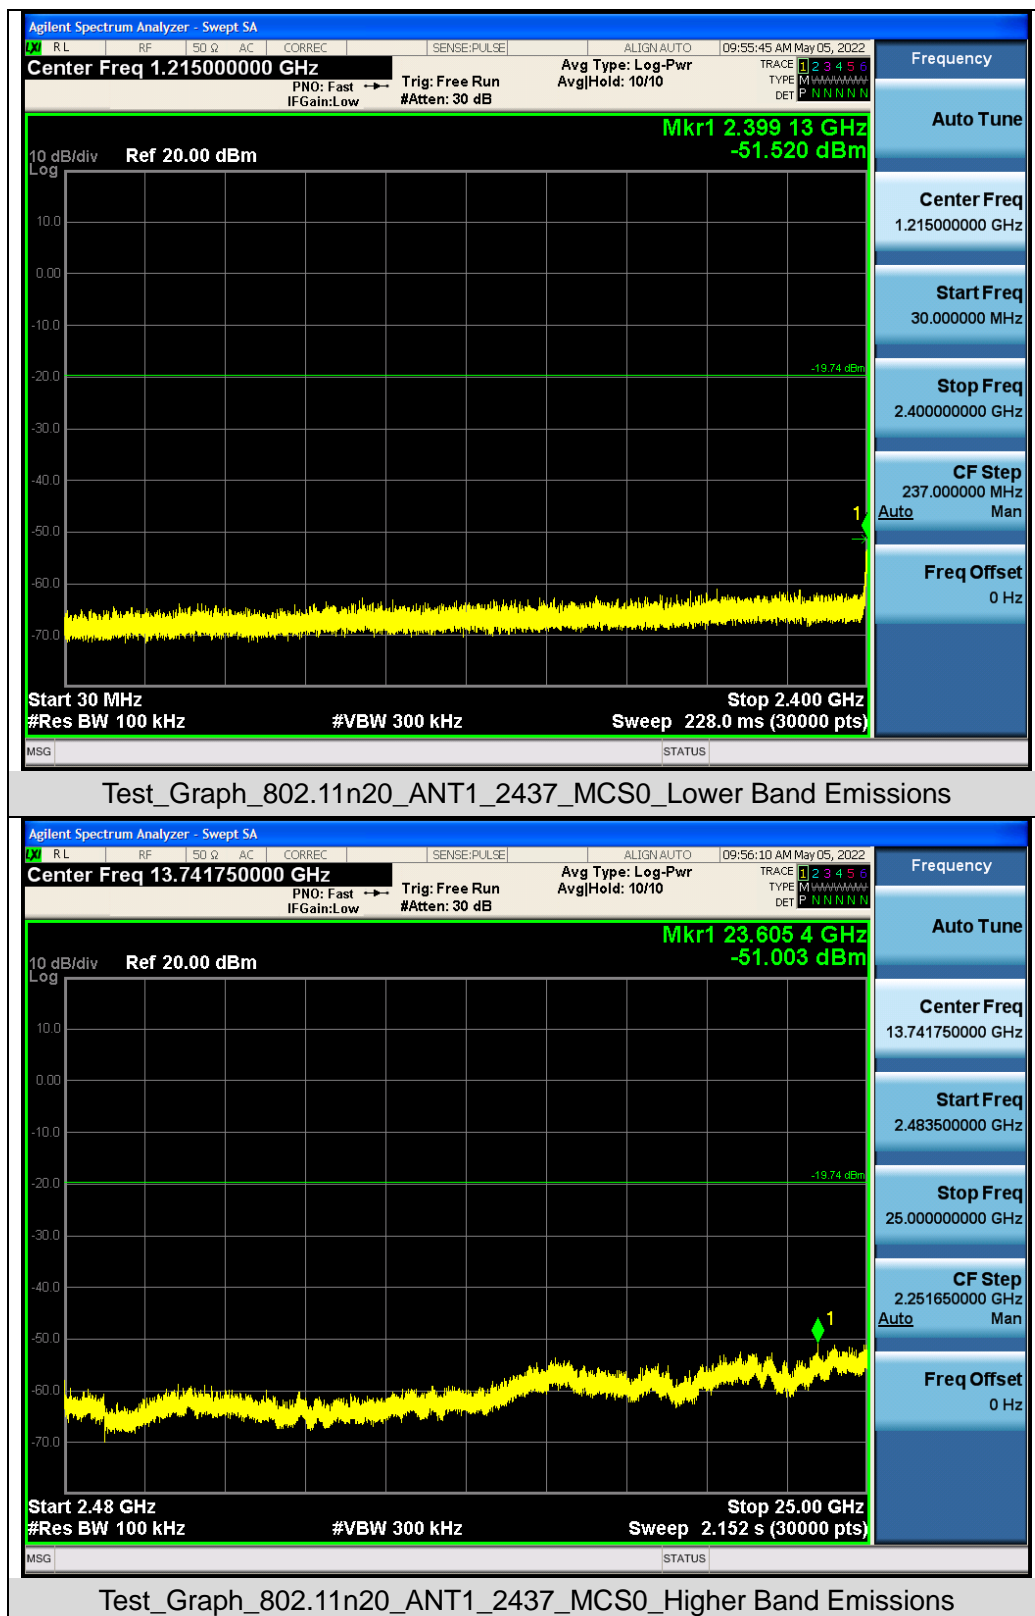 Agilent Spectrum Analyzer - Swept SA
LXI RL RF 50 Ω AC CORREC SENSE:PULSE ALIGN AUTO 09:55:45 AM May 05, 2022
Center Freq 1.215000000 GHz
PNO: Fast
IFGain:Low
Trig: Free Run
#Atten: 30 dB
Avg Type: Log-Pwr
Avg|Hold: 10/10
TRACE 1 2 3 4 5 6
TYPE M
DET P N N N N N
Mkr1 2.399 13 GHz
-51.520 dBm
10 dB/div Ref 20.00 dBm
Log
10.0
0.00
-10.0
-19.74 dBm
-20.0
-30.0
-40.0
1
-50.0
-60.0
-70.0
Start 30 MHz Stop 2.400 GHz
#Res BW 100 kHz #VBW 300 kHz Sweep 228.0 ms (30000 pts)
MSG STATUS
Frequency
Auto Tune
Center Freq
1.215000000 GHz
Start Freq
30.000000 MHz
Stop Freq
2.400000000 GHz
CF Step
237.000000 MHz
Auto Man
Freq Offset
0 Hz
Test_Graph_802.11n20_ANT1_2437_MCS0_Lower Band Emissions
Agilent Spectrum Analyzer - Swept SA
LXI RL RF 50 Ω AC CORREC SENSE:PULSE ALIGN AUTO 09:56:10 AM May 05, 2022
Center Freq 13.741750000 GHz
PNO: Fast
IFGain:Low
Trig: Free Run
#Atten: 30 dB
Avg Type: Log-Pwr
Avg|Hold: 10/10
TRACE 1 2 3 4 5 6
TYPE M
DET P N N N N N
Mkr1 23.605 4 GHz
-51.003 dBm
10 dB/div Ref 20.00 dBm
Log
10.0
0.00
-10.0
-19.74 dBm
-20.0
-30.0
-40.0
1
-50.0
-60.0
-70.0
Start 2.48 GHz Stop 25.00 GHz
#Res BW 100 kHz #VBW 300 kHz Sweep 2.152 s (30000 pts)
MSG STATUS
Frequency
Auto Tune
Center Freq
13.741750000 GHz
Start Freq
2.483500000 GHz
Stop Freq
25.000000000 GHz
CF Step
2.251650000 GHz
Auto Man
Freq Offset
0 Hz
Test_Graph_802.11n20_ANT1_2437_MCS0_Higher Band Emissions